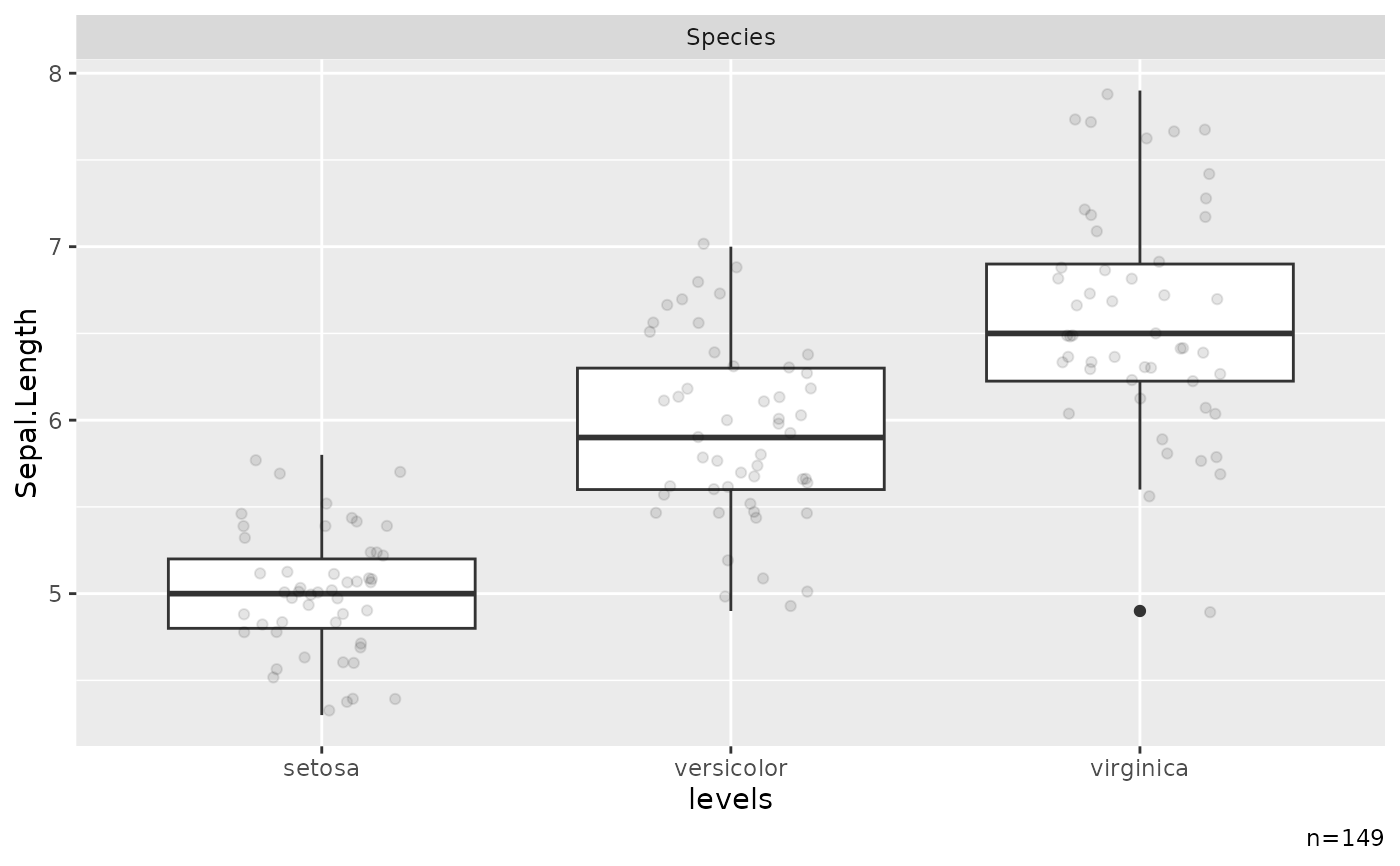 Species
8
7
6
5
Sepal.Length
setosa versicolor virginica
levels
n=149